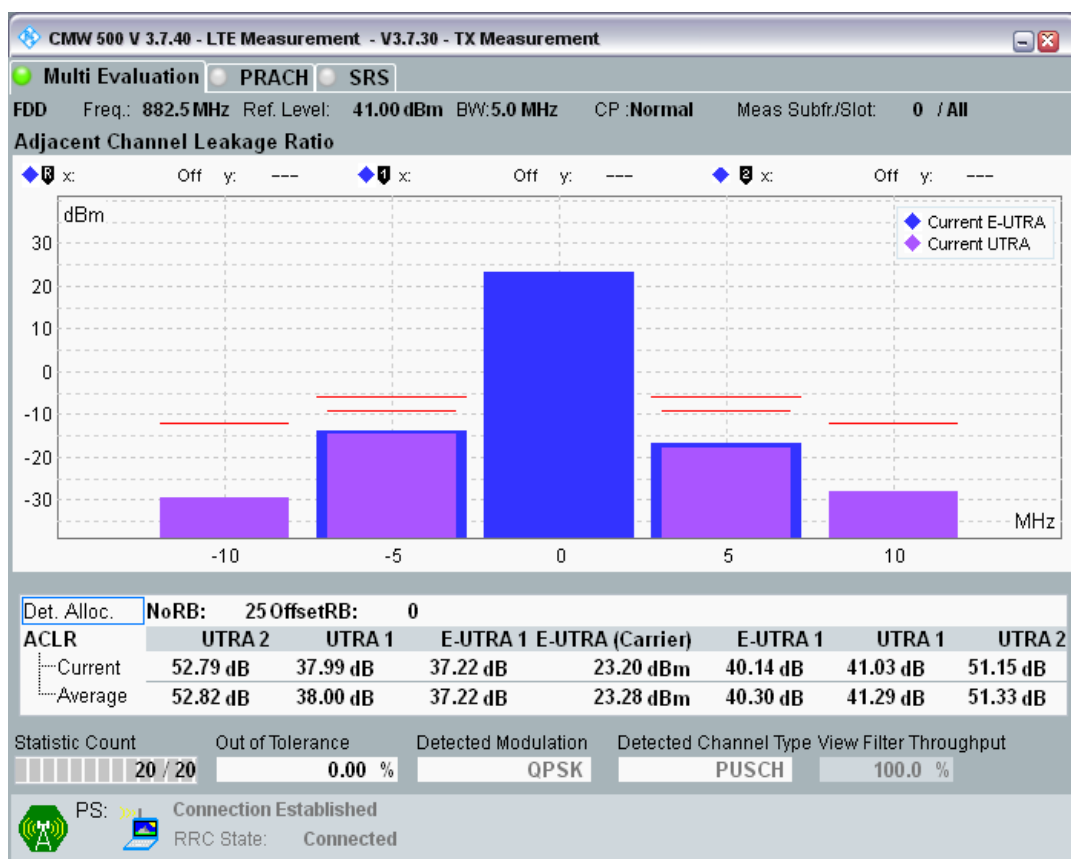 CMW 500 V 3.7.40 - LTE Measurement - V3.7.30 - TX Measurement
Multi Evaluation PRACH SRS
FDD Freq.: 882.5 MHz Ref. Level: 41.00 dBm BW:5.0 MHz CP :Normal Meas Subfr./Slot: 0 / All
Adjacent Channel Leakage Ratio
R x: Off y: --- 1 x: Off y: --- 2 x: Off y: ---
dBm
Current E-UTRA
Current UTRA
30
20
10
0
-10
-20
-30
MHz
-10 -5 0 5 10
Det. Alloc. NoRB: 25 OffsetRB: 0
ACLR UTRA 2 UTRA 1 E-UTRA 1 E-UTRA (Carrier) E-UTRA 1 UTRA 1 UTRA 2
Current 52.79 dB 37.99 dB 37.22 dB 23.20 dBm 40.14 dB 41.03 dB 51.15 dB
Average 52.82 dB 38.00 dB 37.22 dB 23.28 dBm 40.30 dB 41.29 dB 51.33 dB
Statistic Count Out of Tolerance Detected Modulation Detected Channel Type View Filter Throughput
20 / 20 0.00 % QPSK PUSCH 100.0 %
PS: Connection Established
RRC State: Connected